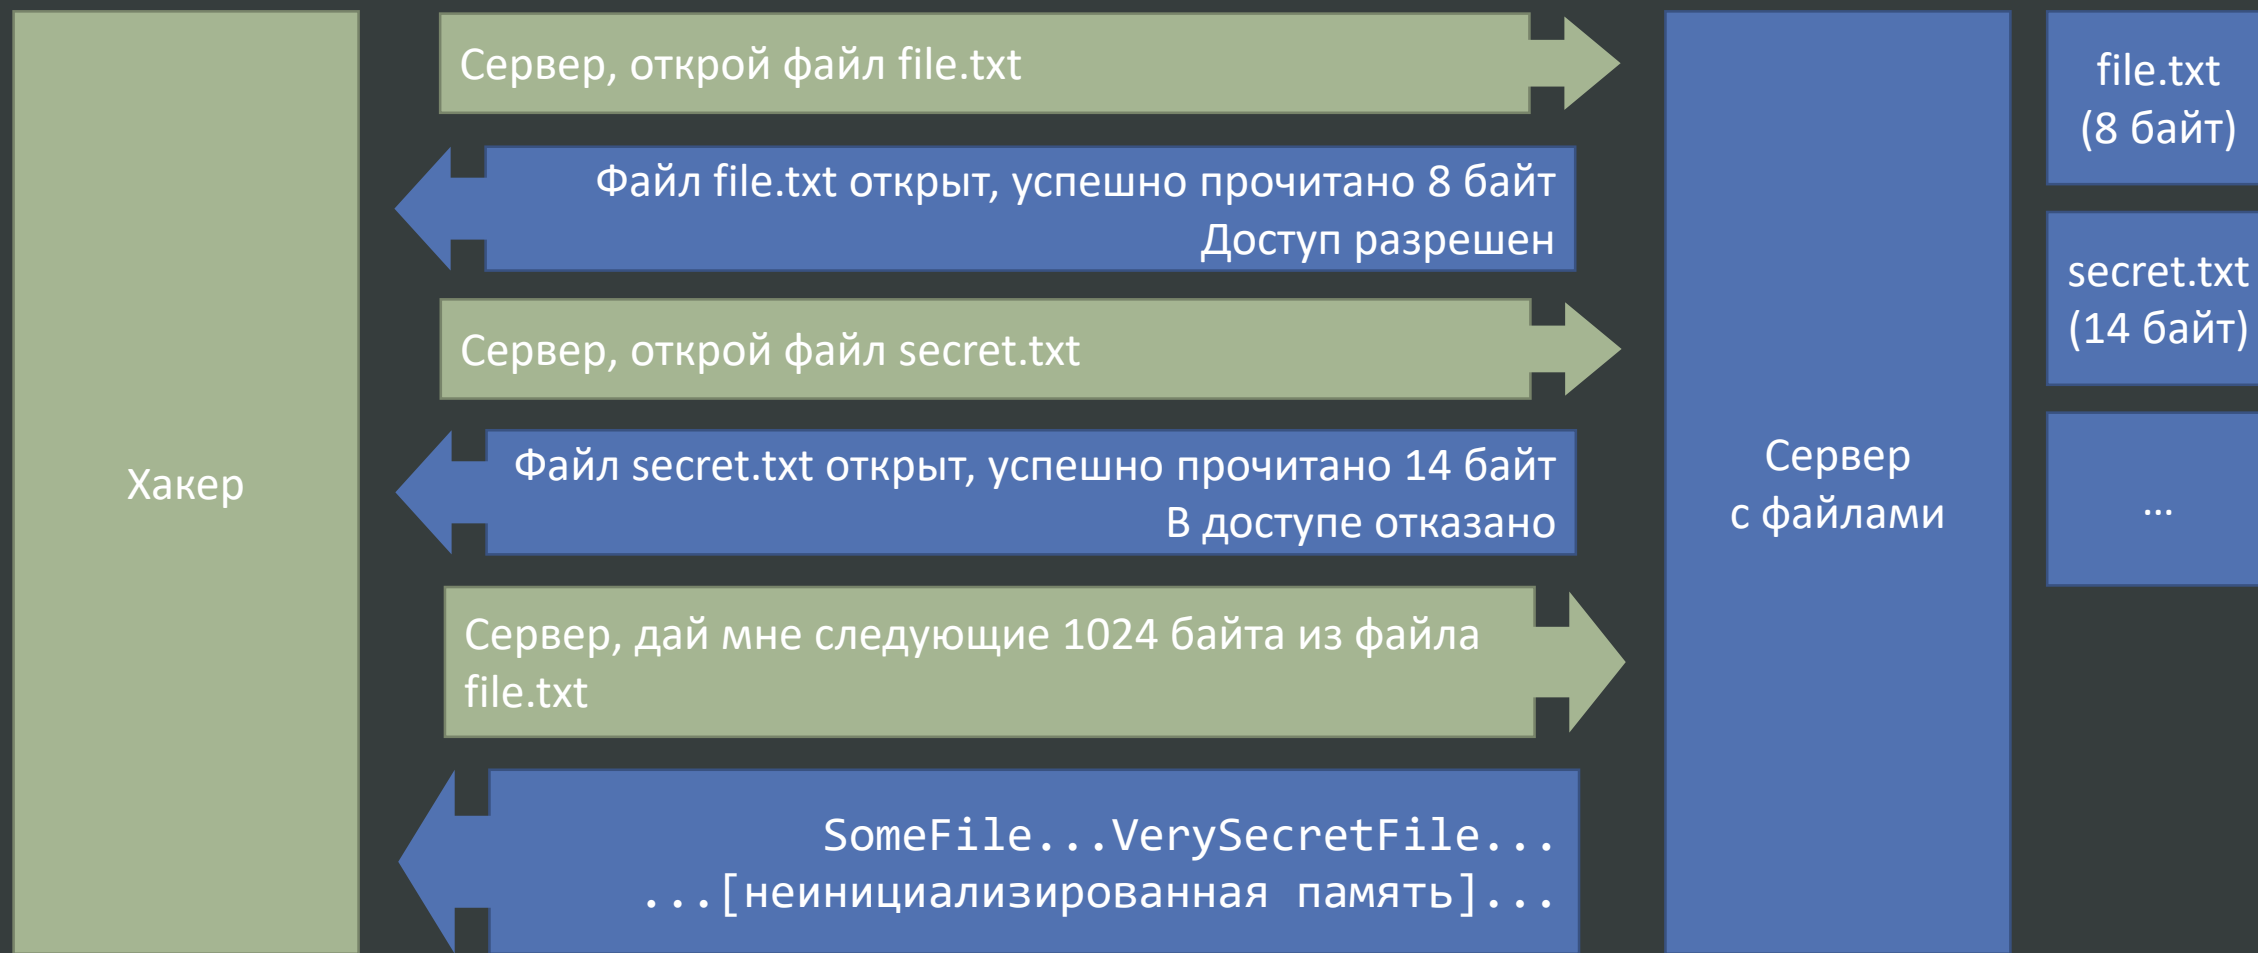 Хакер
Сервер, открой файл file.txt
Файл file.txt открыт, успешно прочитано 8 байт
Доступ разрешен
Сервер, открой файл secret.txt
Файл secret.txt открыт, успешно прочитано 14 байт
В доступе отказано
Сервер, дай мне следующие 1024 байта из файла
file.txt
SomeFile...VerySecretFile...
...[неинициализированная память]...
Сервер
с файлами
file.txt
(8 байт)
secret.txt
(14 байт)
...